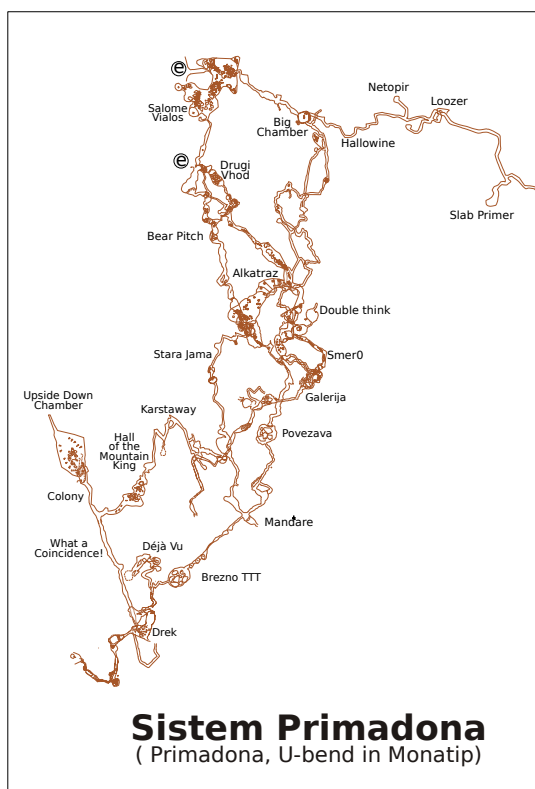 ⓔ
Salome
Vialos
Big
Chamber
Netopir
Loozer
Hallowine
ⓔ
Drugi
Vhod
Slab Primer
Bear Pitch
Alkatraz
Double think
Stara Jama
Smer0
Upside Down
Chamber
Karstaway
Galerija
Hall
of the
Mountain
King
Povezava
Colony
Mandare
What a
Coincidence!
Déjà Vu
Brezno TTT
Drek
Sistem Primadona
( Primadona, U-bend in Monatip)